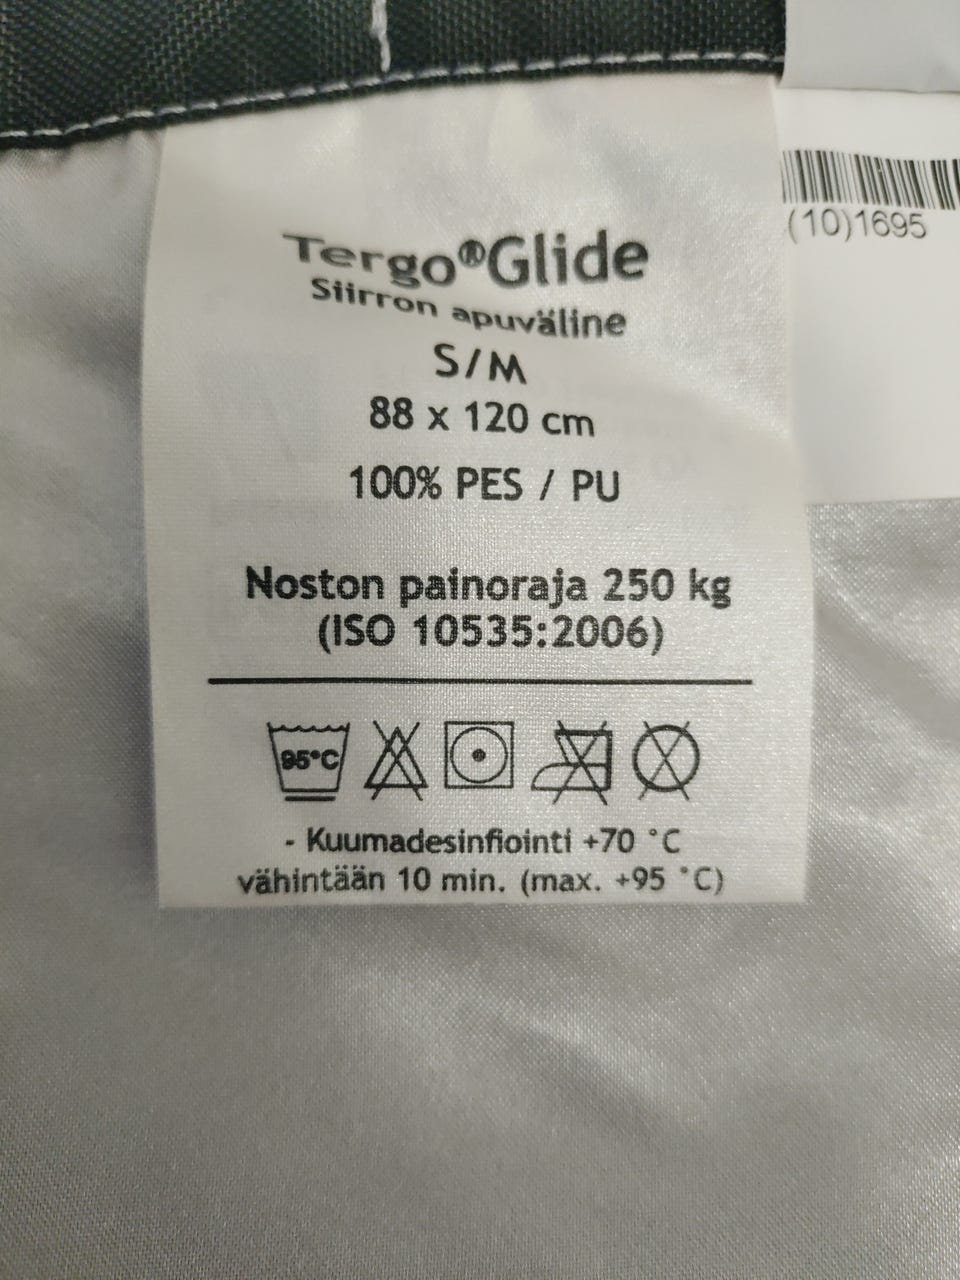 Tergo®Glide
Siirron apuväline
S/M
88 x 120 cm
100% PES / PU
Noston painoraja 250 kg
(ISO 10535:2006)
95°C
- Kuumadesinfiointi +70 °C
vähintään 10 min. (max. +95 °C)
(10)1695